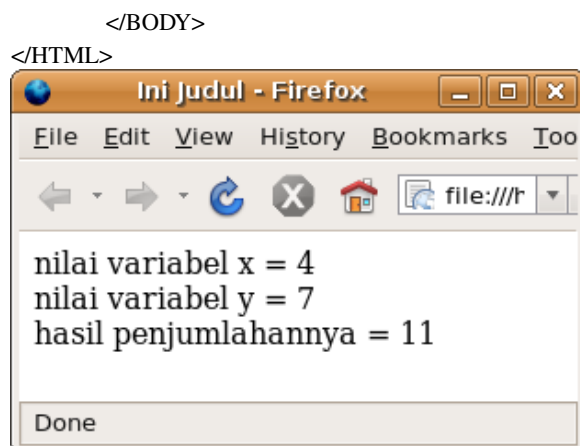 </BODY>
</HTML>
Ini Judul - Firefox
File Edit View History Bookmarks Too
file:///h
nilai variabel x = 4
nilai variabel y = 7
hasil penjumlahannya = 11
Done